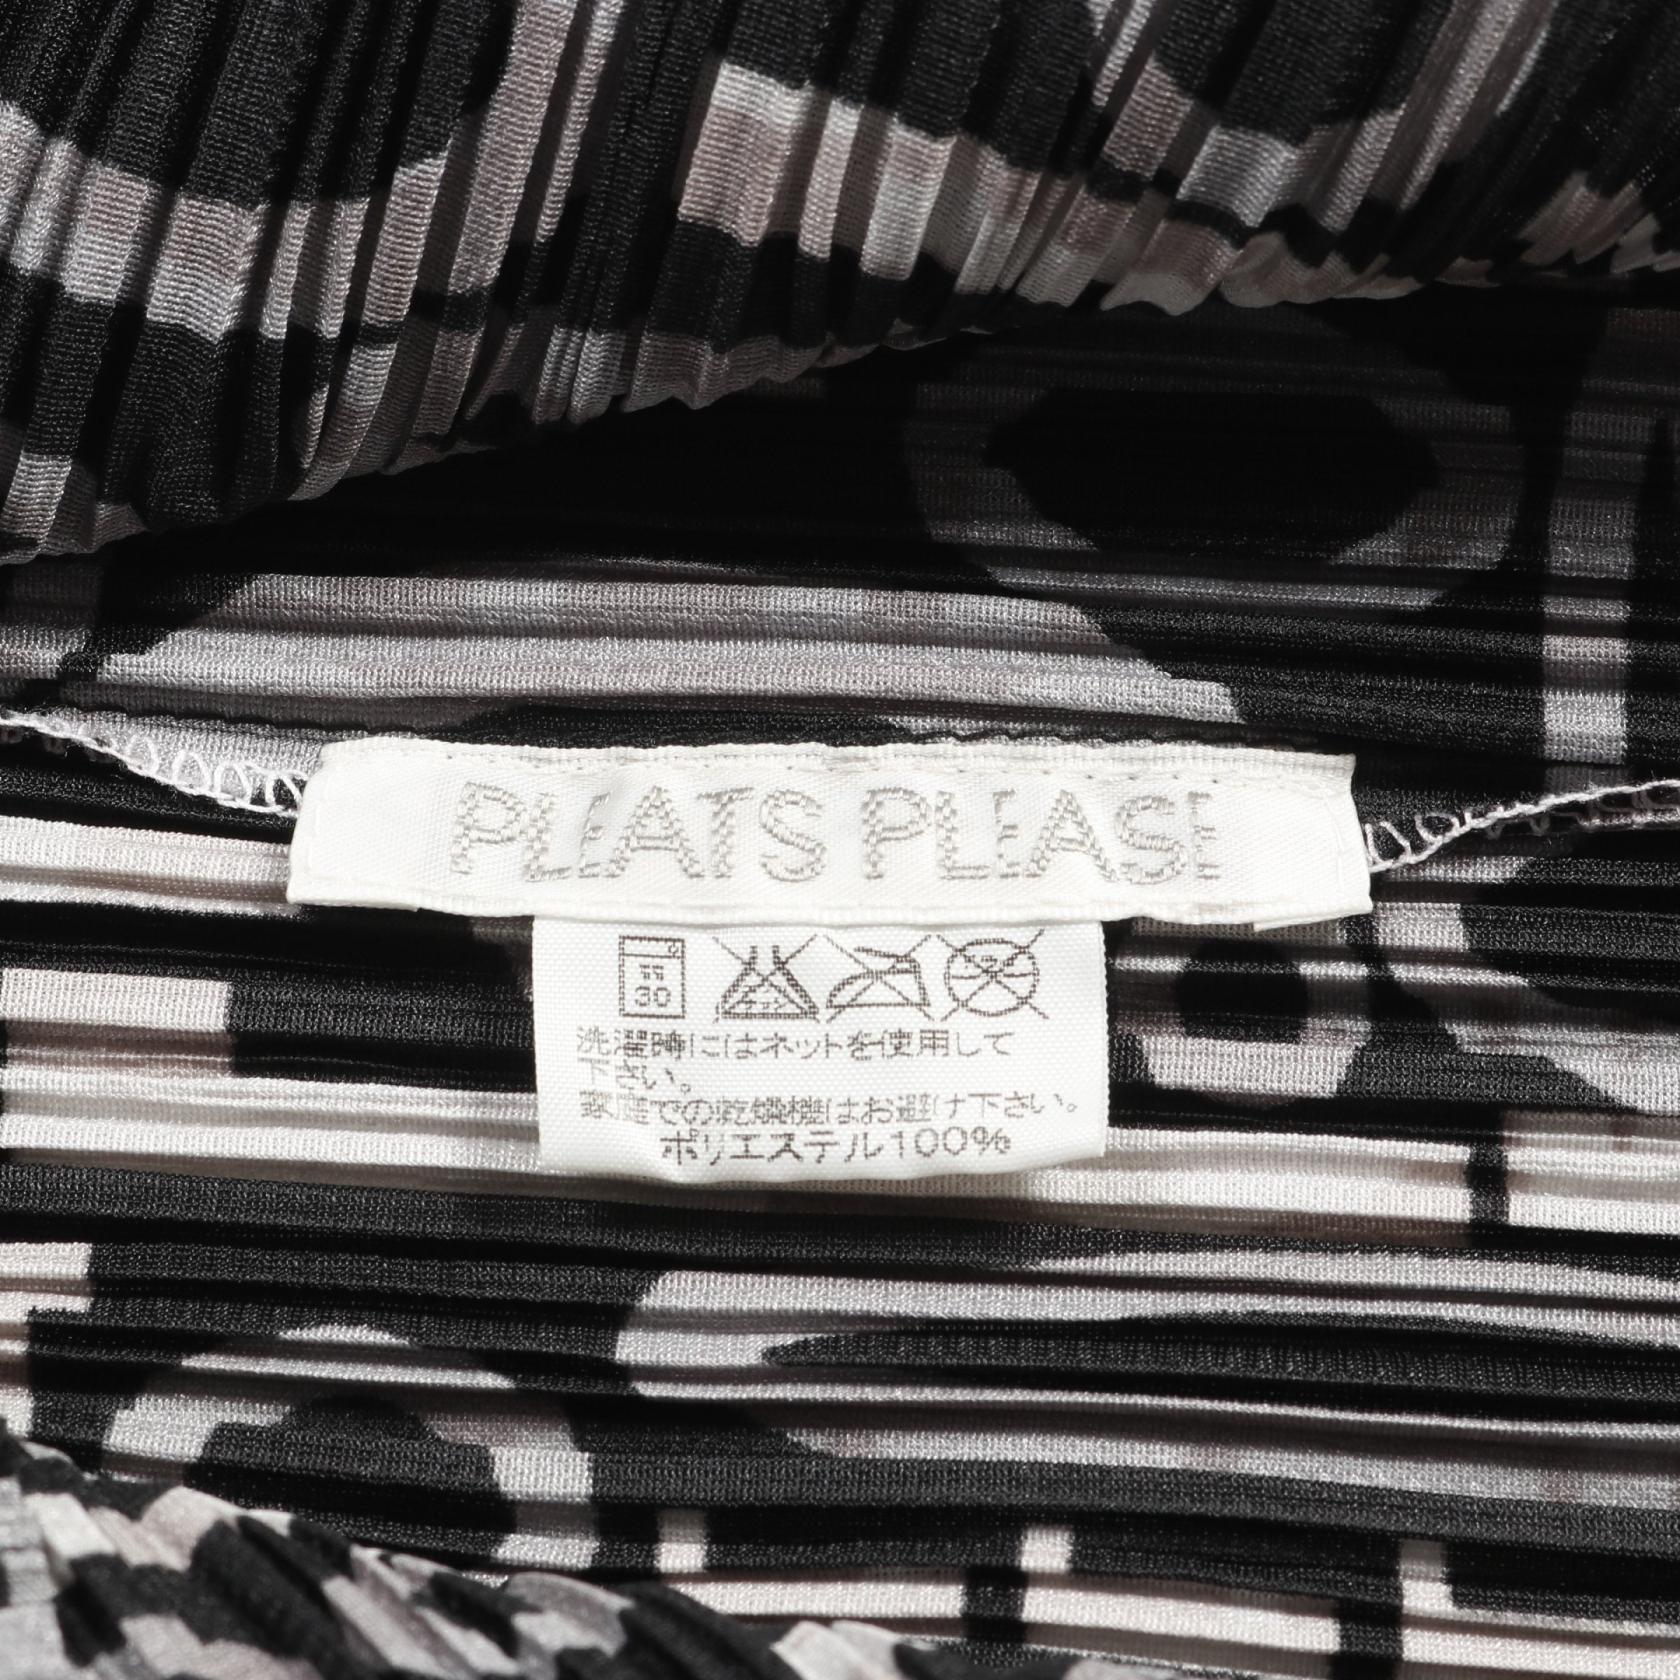 PLEATS PLEASE
30
洗濯時にはネットを使用して
下さい。
家庭での乾燥機はお避け下さい。
ポリエステル100%